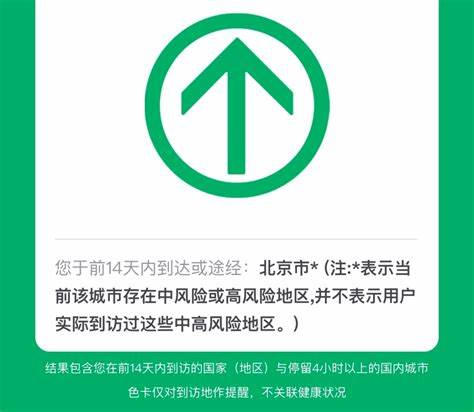 您于前14天内到达或途经：北京市* (注:*表示当
前该城市存在中风险或高风险地区,并不表示用户
实际到访过这些中高风险地区。)
结果包含您在前14天内到访的国家（地区）与停留4小时以上的国内城市
色卡仅对到访地作提醒，不关联健康状况